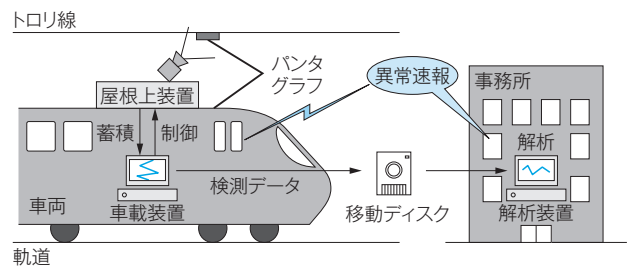 トロリ線
パンタ
グラフ
異常速報
事務所
屋根上装置
蓄積
制御
解析
検測データ
車両
車載装置
移動ディスク
解析装置
軌道